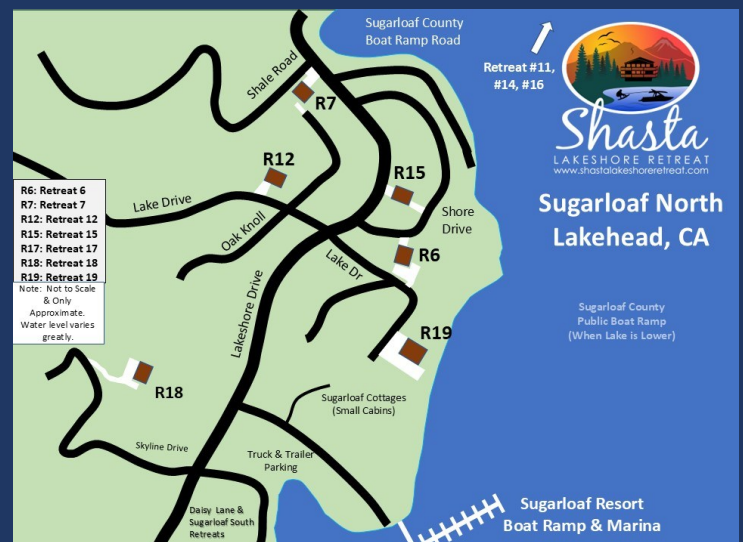 Sugarloaf County
Boat Ramp Road
Retreat #11,
#14, #16
Shasta
LAKESHORE RETREAT
www.shastalakeshoreretreat.com
Sugarloaf North
Lakehead, CA
Shale Road
R7
R12
R15
R6: Retreat 6
R7: Retreat 7
R12: Retreat 12
R15: Retreat 15
R17: Retreat 17
R18: Retreat 18
R19: Retreat 19
Note: Not to Scale
& Only
Approximate.
Water level varies
greatly.
Lake Drive
Oak Knoll
Shore
Drive
Lake Dr
R6
Lakeshore Drive
Sugarloaf County
Public Boat Ramp
(When Lake is Lower)
R19
R18
Sugarloaf Cottages
(Small Cabins)
Skyline Drive
Truck & Trailer
Parking
Daisy Lane &
Sugarloaf South
Retreats
Sugarloaf Resort
Boat Ramp & Marina